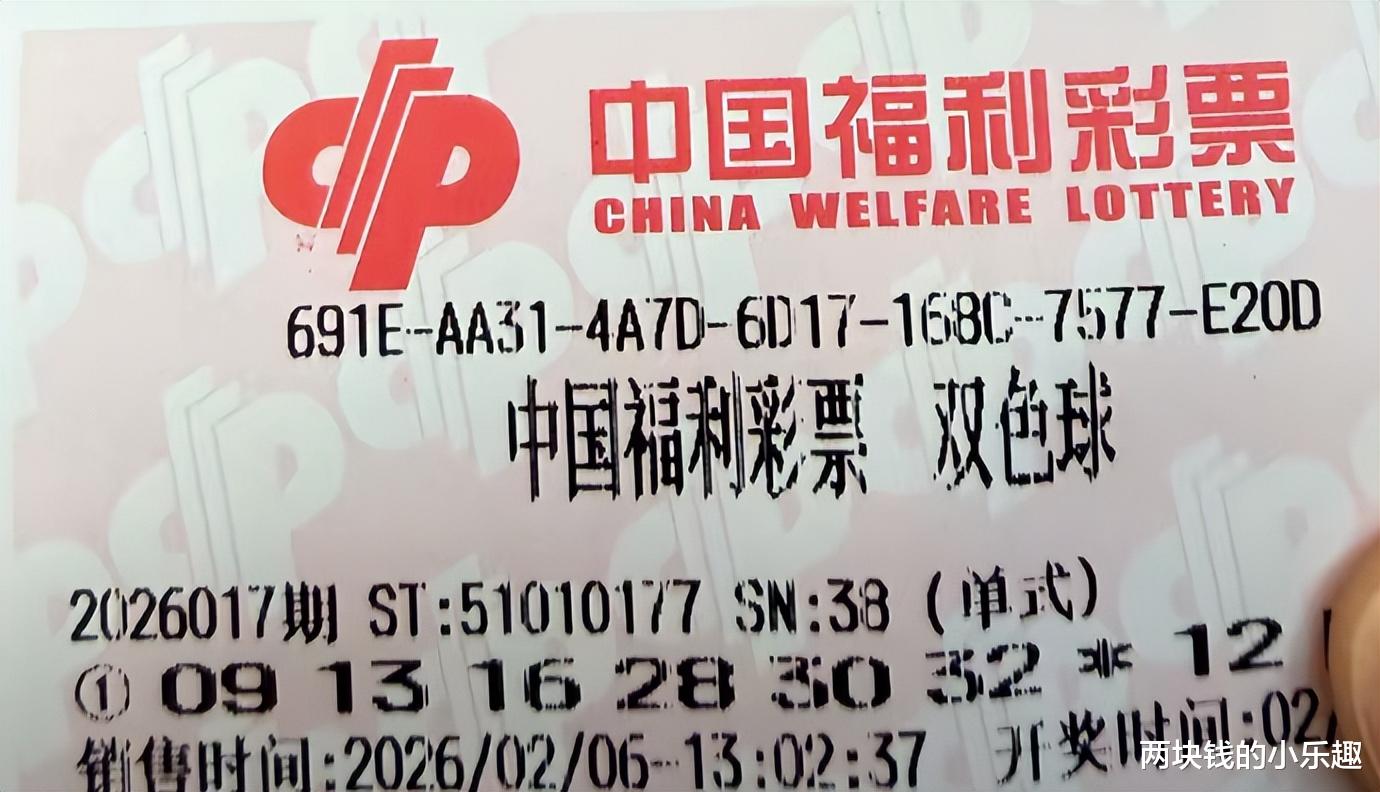 中国福利彩票
CHINA WELFARE LOTTERY
691E-AA31-4A7D-6D17-168C-7577-E20D
中国福利彩票 双色球
2026017期 ST:51010177 SN:38 (单式)
① 09 13 16 28 30 32 * 12
销售时间:2026/02/06-13:02:37 开奖时间:02/
两块钱的小乐趣